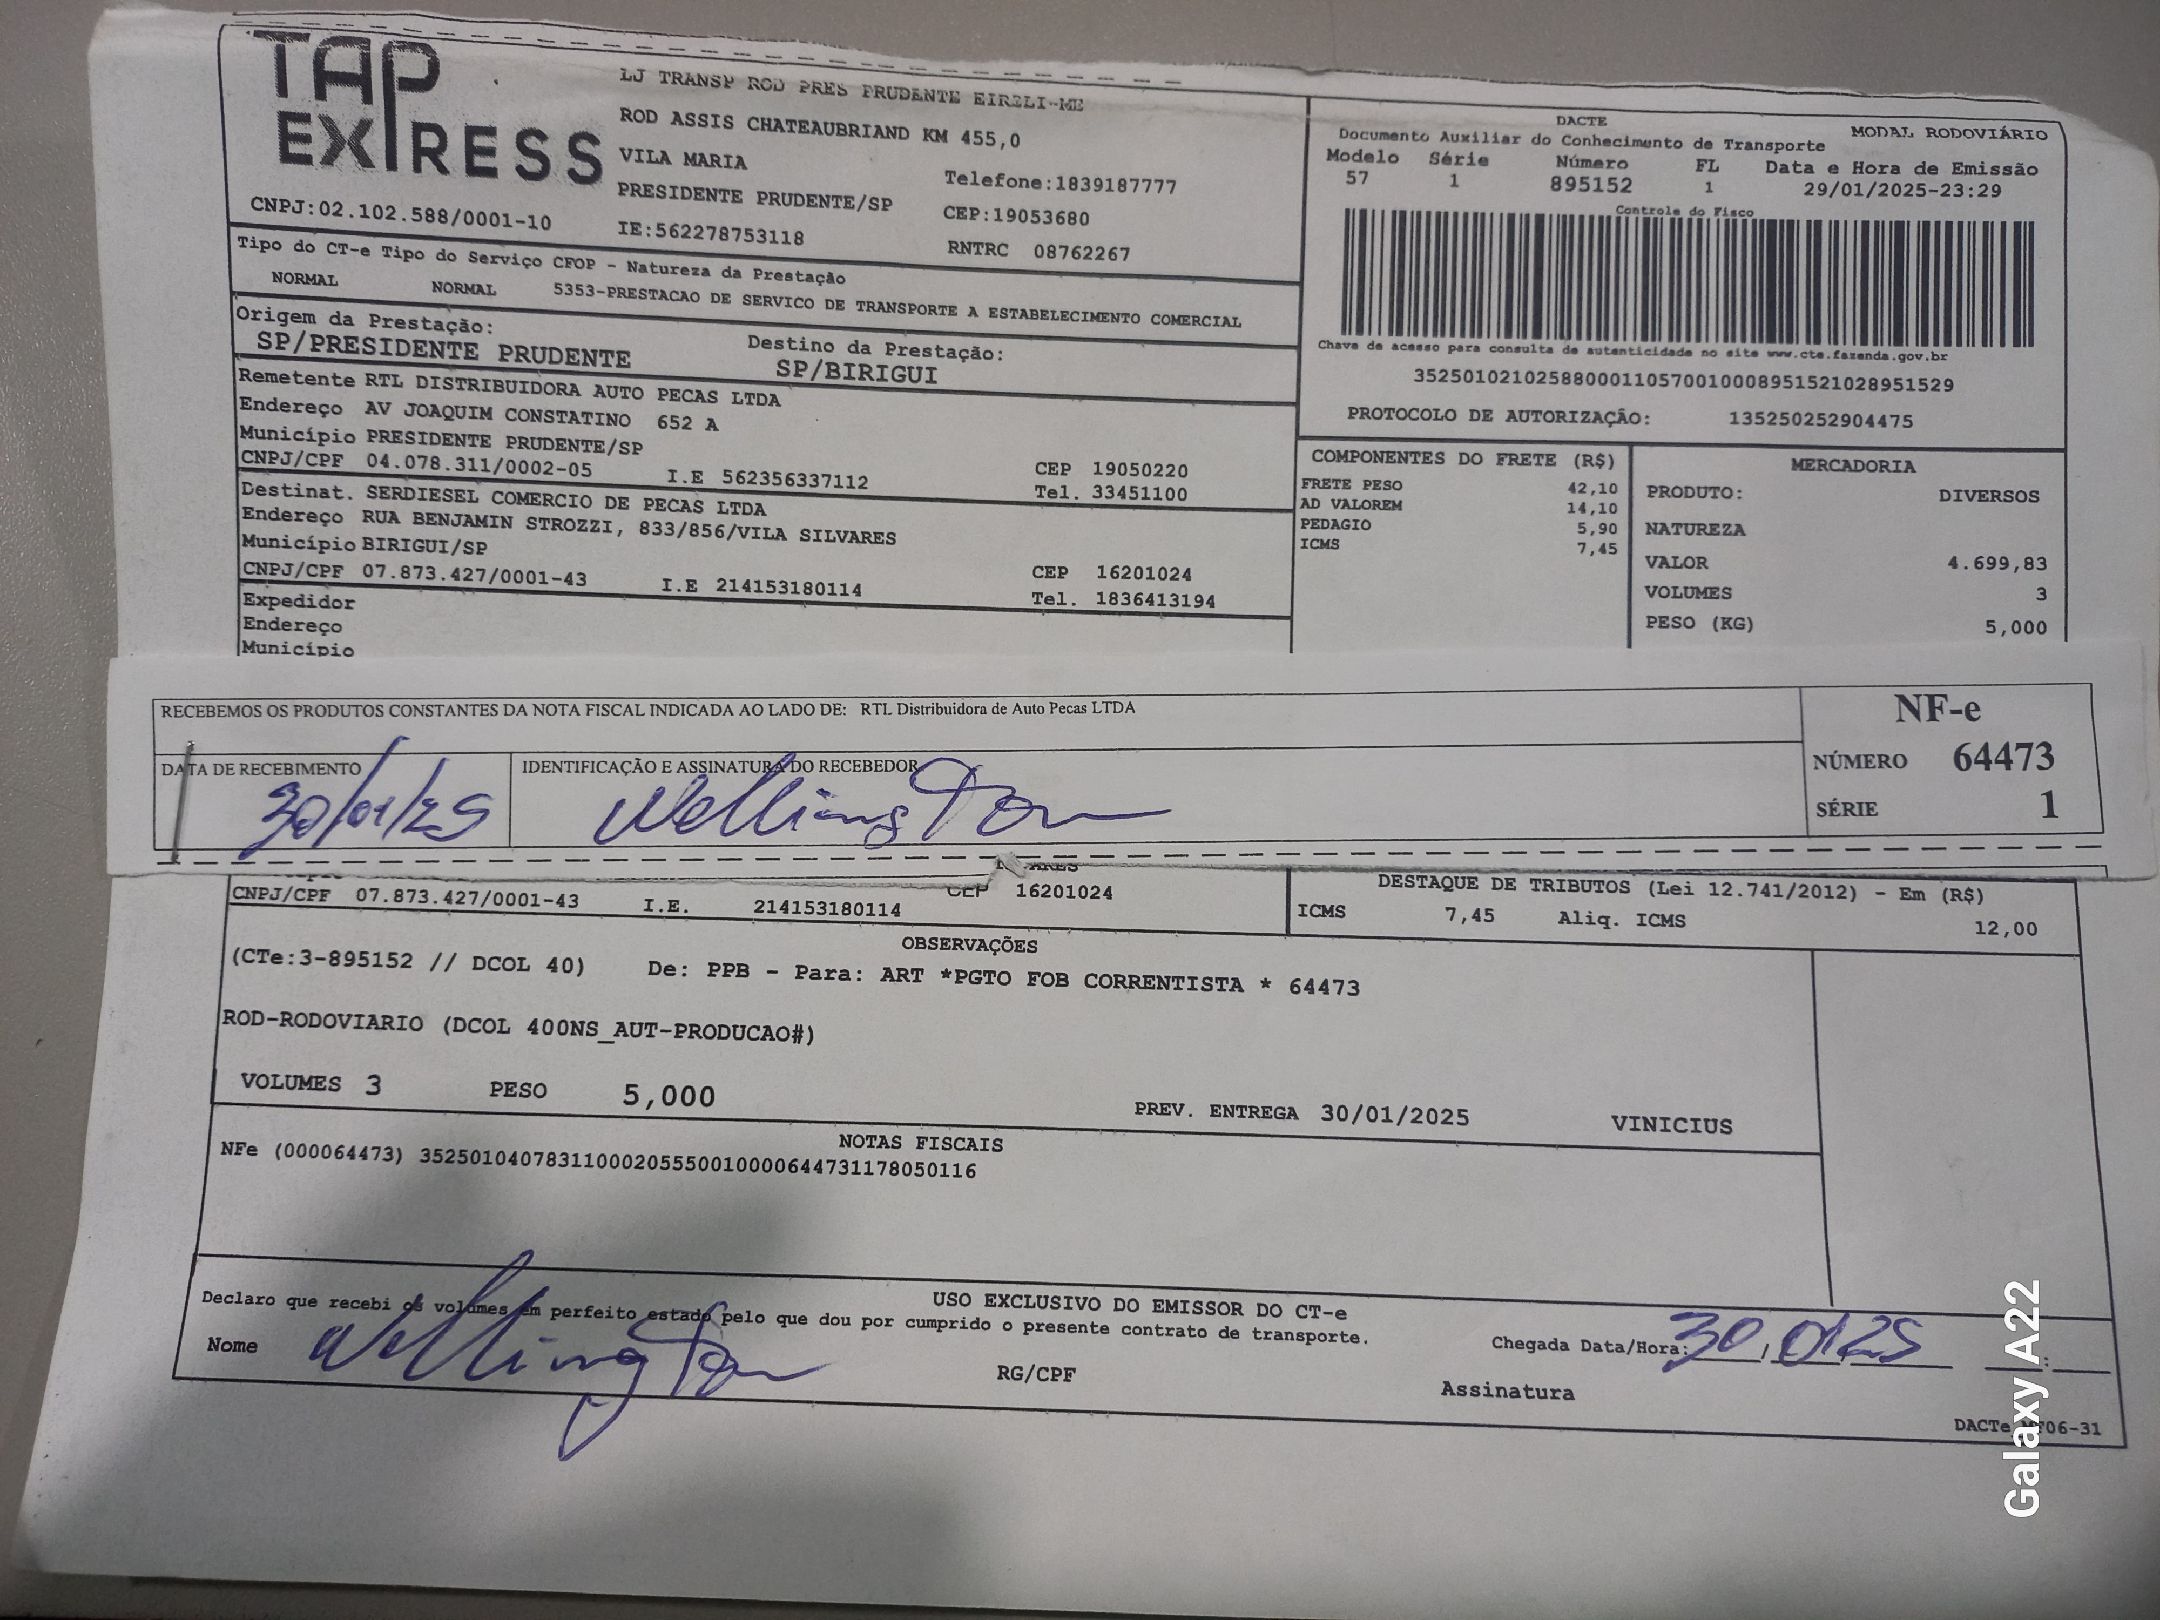 TAP
EXPRESS
CNPJ:02.102.588/0001-10
LJ TRANSP ROD PRES PRUDENTE EIRELI-ME
ROD ASSIS CHATEAUBRIAND KM 455,0
VILA MARIA
Telefone:1839187777
PRESIDENTE PRUDENTE/SP
CEP:19053680
IE:562278753118
RNTRC 08762267
DACTE
MODAL RODOVIÁRIO
Documento Auxiliar do Conhecimento de Transporte
Modelo Série Número FL Data e Hora de Emissão
57 1 895152 1 29/01/2025-23:29
Controle do Fisco
Chave de acesso para consulta de autenticidade no site www.cte.fazenda.gov.br
35250102102588000110570010008951521028951529
PROTOCOLO DE AUTORIZAÇÃO: 135250252904475
Tipo do CT-e Tipo do Serviço CFOP - Natureza da Prestação
NORMAL NORMAL 5353-PRESTACAO DE SERVICO DE TRANSPORTE A ESTABELECIMENTO COMERCIAL
Origem da Prestação:
SP/PRESIDENTE PRUDENTE
Destino da Prestação:
SP/BIRIGUI
Remetente RTL DISTRIBUIDORA AUTO PECAS LTDA
Endereço AV JOAQUIM CONSTATINO 652 A
Município PRESIDENTE PRUDENTE/SP
CEP 19050220
CNPJ/CPF 04.078.311/0002-05 I.E 562356337112 Tel. 33451100
Destinat. SERDIESEL COMERCIO DE PECAS LTDA
Endereço RUA BENJAMIN STROZZI, 833/856/VILA SILVARES
Município BIRIGUI/SP
CEP 16201024
CNPJ/CPF 07.873.427/0001-43 I.E 214153180114 Tel. 1836413194
Expedidor
Endereço
Município
COMPONENTES DO FRETE (R$)
FRETE PESO 42,10
AD VALOREM 14,10
PEDAGIO 5,90
ICMS 7,45
MERCADORIA
PRODUTO: DIVERSOS
NATUREZA
VALOR 4.699,83
VOLUMES 3
PESO (KG) 5,000
RECEBEMOS OS PRODUTOS CONSTANTES DA NOTA FISCAL INDICADA AO LADO DE: RTL Distribuidora de Auto Pecas LTDA
DATA DE RECEBIMENTO
30/01/25
IDENTIFICAÇÃO E ASSINATURA DO RECEBEDOR
Wellington
NF-e
NÚMERO 64473
SÉRIE 1
CNPJ/CPF 07.873.427/0001-43 I.E. 214153180114 CEP 16201024
DESTAQUE DE TRIBUTOS (Lei 12.741/2012) - Em (R$)
ICMS 7,45 Aliq. ICMS 12,00
OBSERVAÇÕES
(CTe:3-895152 // DCOL 40) De: PPB - Para: ART *PGTO FOB CORRENTISTA * 64473
ROD-RODOVIARIO (DCOL 400NS_AUT-PRODUCAO#)
VOLUMES 3 PESO 5,000 PREV. ENTREGA 30/01/2025 VINICIUS
NOTAS FISCAIS
NFe (000064473) 35250104078311000205550010000644731178050116
USO EXCLUSIVO DO EMISSOR DO CT-e
Declaro que recebi os volumes em perfeito estado pelo que dou por cumprido o presente contrato de transporte.
Nome Wellington RG/CPF Assinatura
Chegada Data/Hora: 30/01/25
Galaxy A22